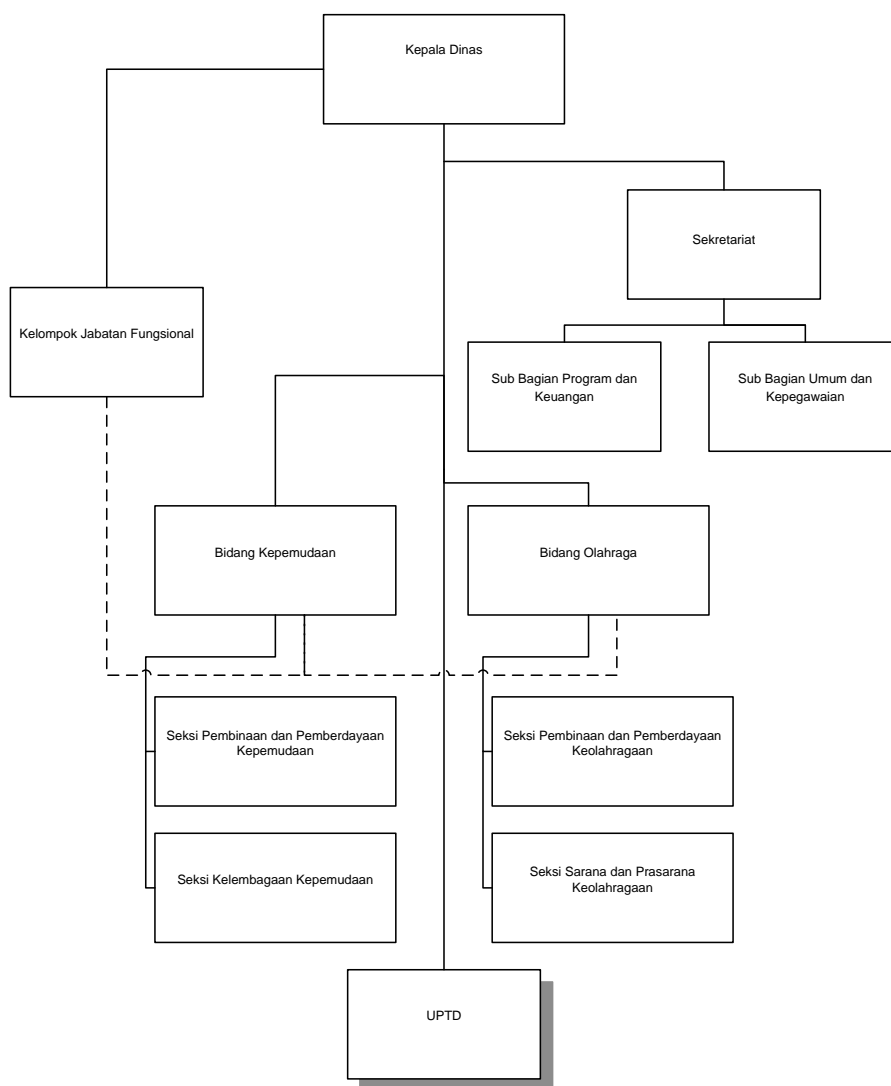 Kepala Dinas
Sekretariat
Kelompok Jabatan Fungsional
Sub Bagian Program dan
Keuangan
Sub Bagian Umum dan
Kepegawaian
Bidang Kepemudaan
Bidang Olahraga
Seksi Pembinaan dan Pemberdayaan
Kepemudaan
Seksi Pembinaan dan Pemberdayaan
Keolahragaan
Seksi Kelembagaan Kepemudaan
Seksi Sarana dan Prasarana
Keolahragaan
UPTD